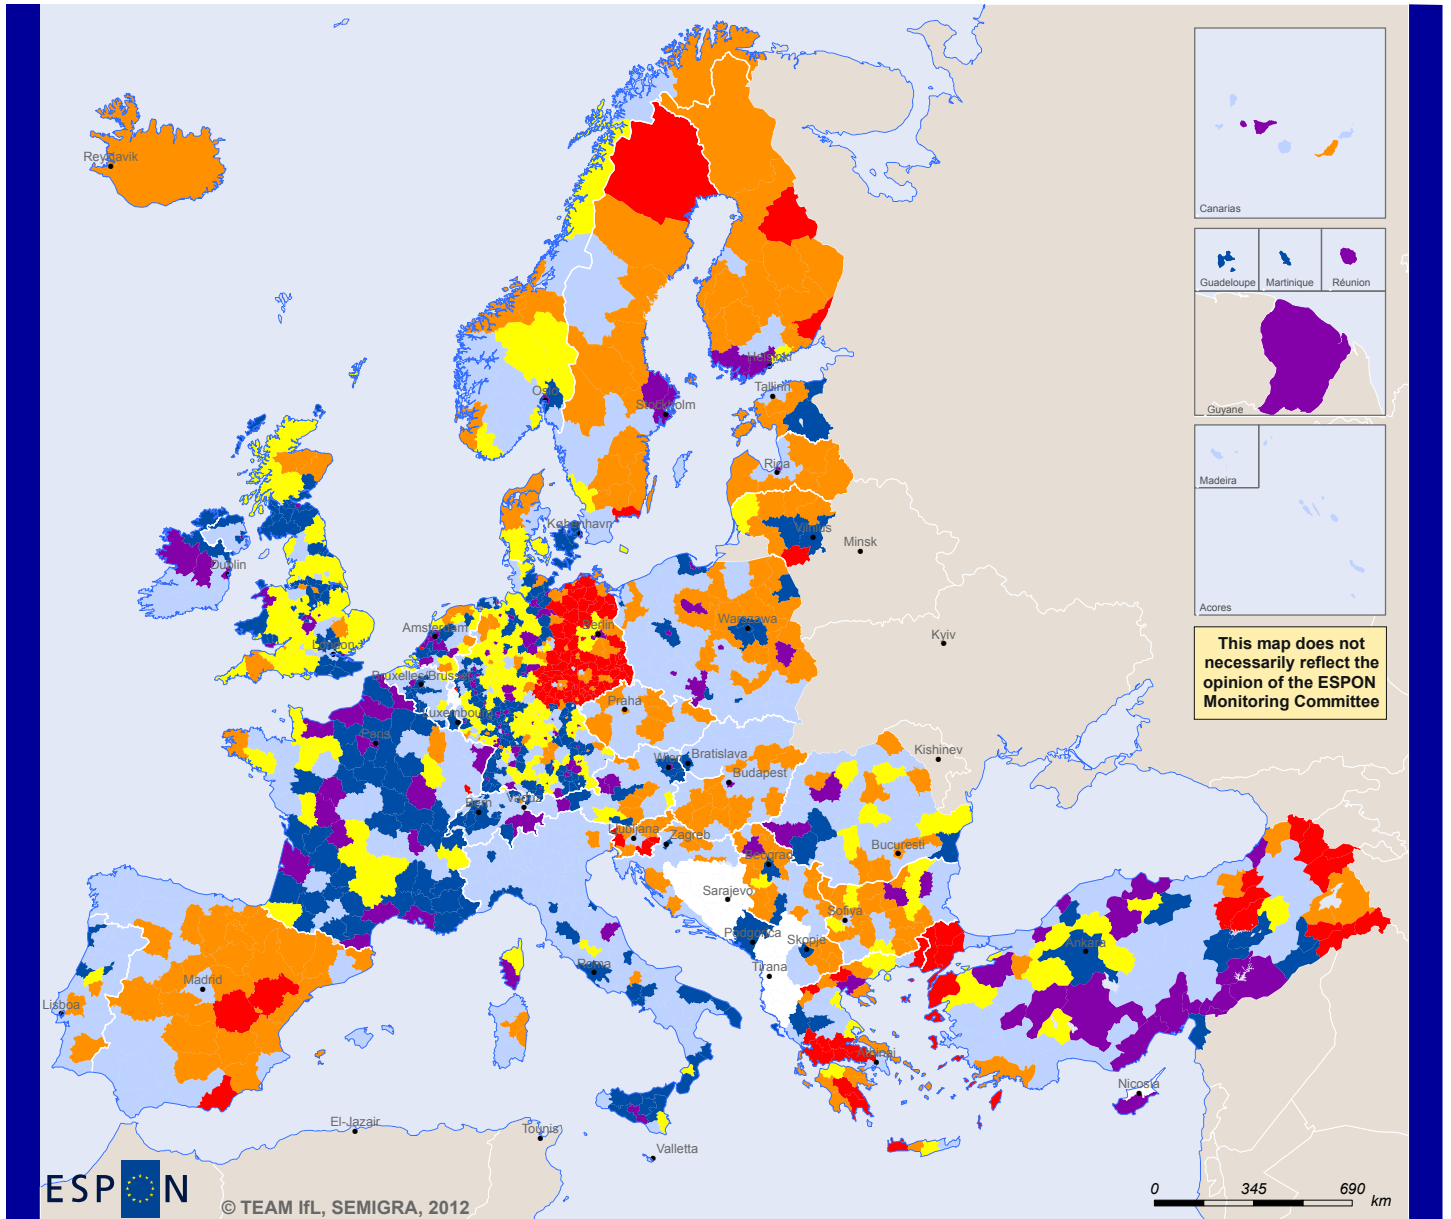 Reykjavik
Canarias
Guadeloupe
Martinique
Réunion
Guyane
Madeira
Acores
This map does not
necessarily reflect the
opinion of the ESPON
Monitoring Committee
Oslo
Helsinki
Stockholm
Tallinn
Riga
København
Vilnius
Minsk
Dublin
London
Amsterdam
Berlin
Warszawa
Kyiv
Bruxelles/Brussel
Luxembourg
Praha
Paris
Wien
Bratislava
Budapest
Kishinev
Bern
Vaduz
Ljubljana
Zagreb
Beograd
Bucuresti
Sarajevo
Sofiya
Podgorica
Skopje
Ankara
Roma
Tirana
Madrid
Lisboa
Athinai
Nicosia
El-Jazair
Tounis
Valletta
ESPON
© TEAM IfL, SEMIGRA, 2012
0 345 690
km